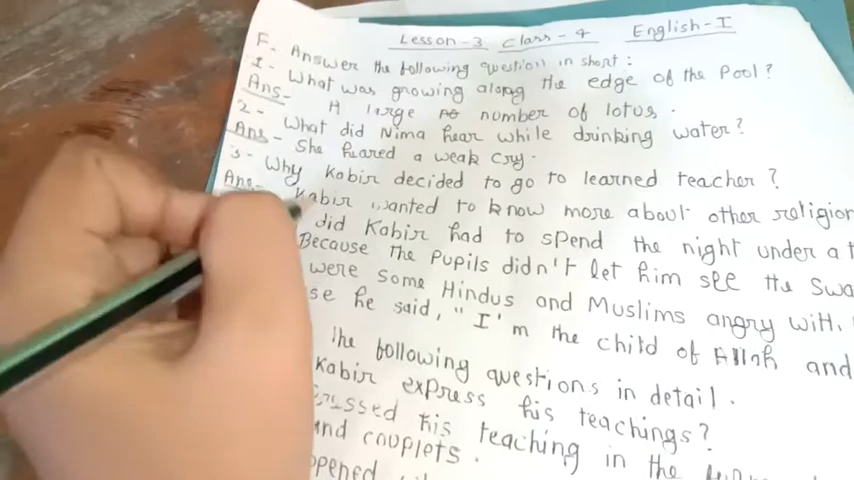 Lesson-3 Class-4 English-I
F- Answer the following question in short:
1- What was growing along the edge of the Pool?
Ans- A large number of lotus.
2- What did Nima hear while drinking water?
Ans- She heared a weak cry.
3- Why Kabir decided to go to learned teacher?
Ans- Kabir wanted to know more about other religion
did Kabir had to spend the night under a
Because the Pupils didn't let him see the
were some Hindus and Muslims angry with
he said, "I'm the child of Allah and
The following questions in detail.
Kabir express his teachings?
his teaching in the
and couplets.